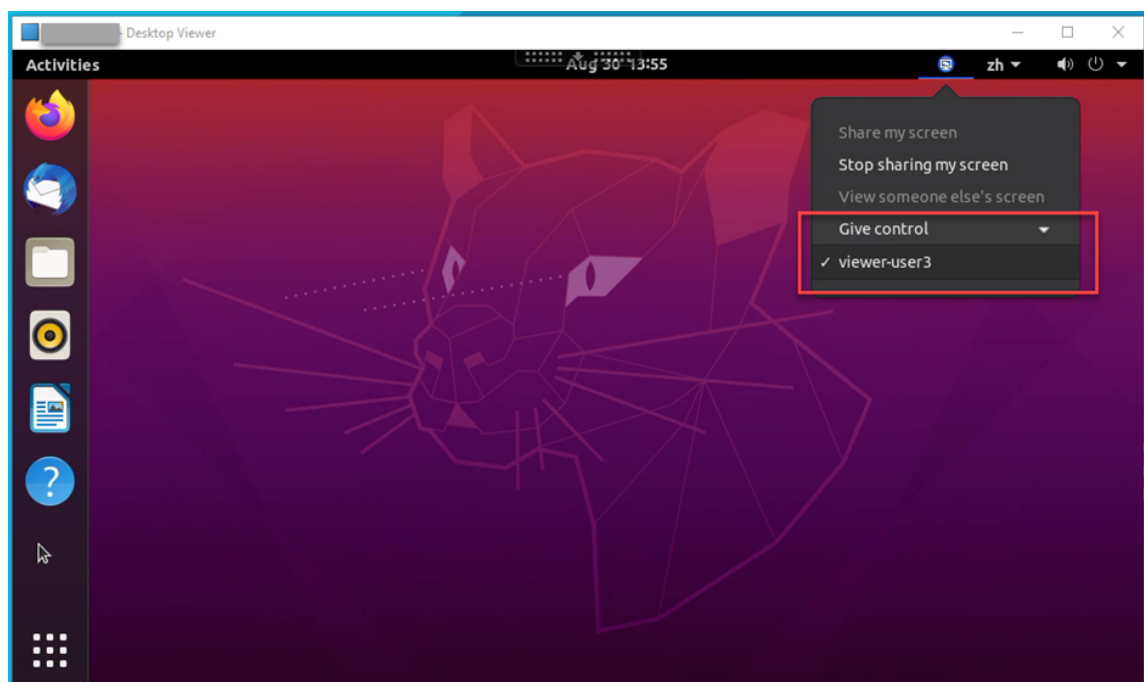 - Desktop Viewer
Activities
Aug 30 13:55
zh
Share my screen
Stop sharing my screen
View someone else's screen
Give control
✓ viewer-user3
?